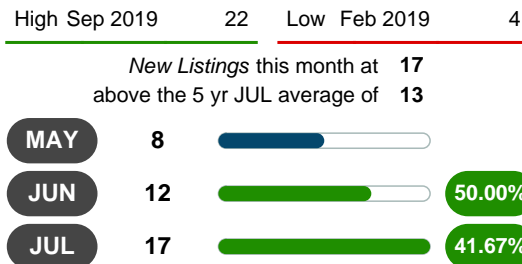 High Sep 2019 22 Low Feb 2019 4
New Listings this month at 17
above the 5 yr JUL average of 13
MAY 8
JUN 12 50.00%
JUL 17 41.67%